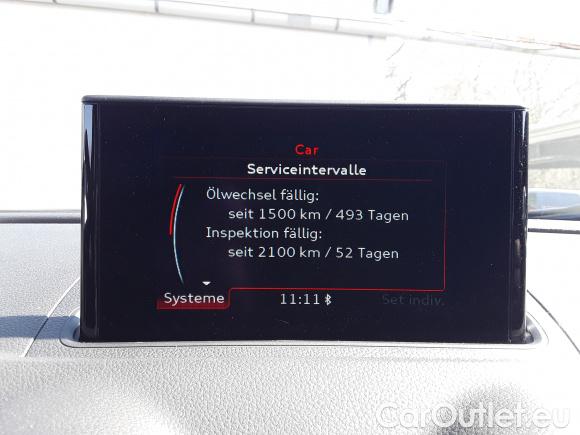 Car
Serviceintervalle
Ölwechsel fällig:
seit 1500 km / 493 Tagen
Inspektion fällig:
seit 2100 km / 52 Tagen
Systeme 11:11 Set indiv.
CarOutlet.eu